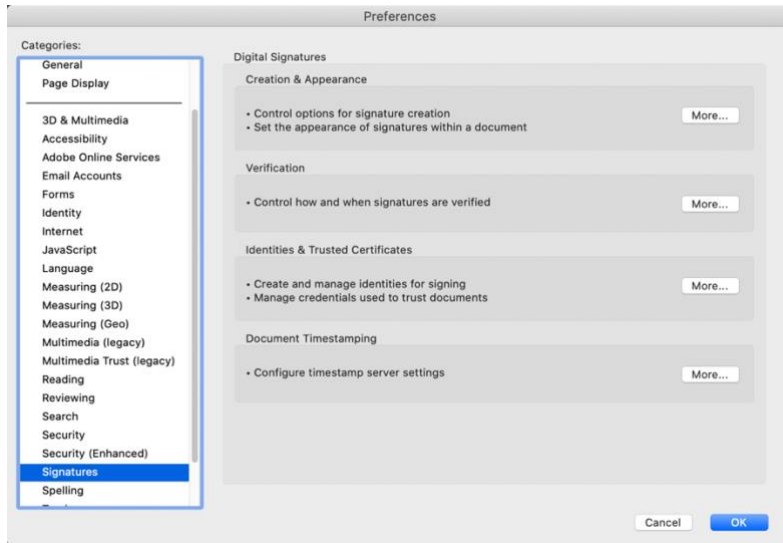 Preferences
Categories:
General
Page Display
3D & Multimedia
Accessibility
Adobe Online Services
Email Accounts
Forms
Identity
Internet
JavaScript
Language
Measuring (2D)
Measuring (3D)
Measuring (Geo)
Multimedia (legacy)
Multimedia Trust (legacy)
Reading
Reviewing
Search
Security
Security (Enhanced)
Signatures
Spelling
Digital Signatures
Creation & Appearance
• Control options for signature creation
• Set the appearance of signatures within a document
More...
Verification
• Control how and when signatures are verified
More...
Identities & Trusted Certificates
• Create and manage identities for signing
• Manage credentials used to trust documents
More...
Document Timestamping
• Configure timestamp server settings
More...
Cancel
OK